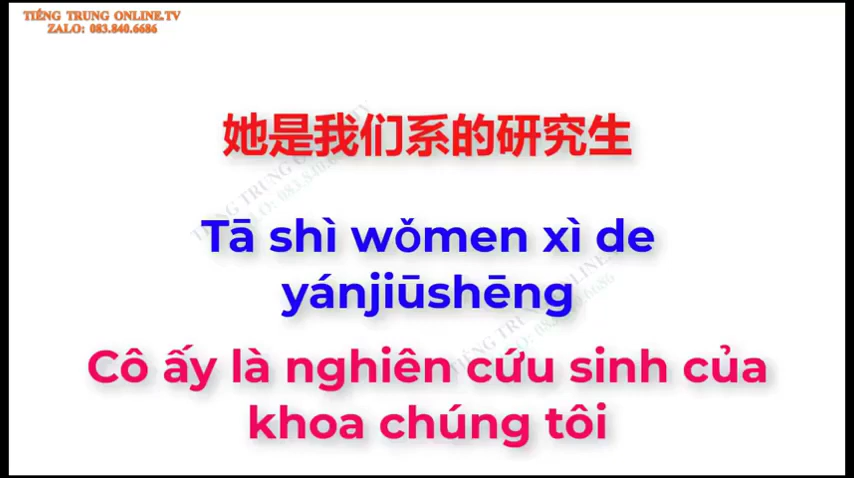 TIẾNG TRUNG ONLINE.TV
ZALO: 083.840.6686
她是我们系的研究生
Tā shì wǒmen xì de
yánjiūshēng
Cô ấy là nghiên cứu sinh của
khoa chúng tôi